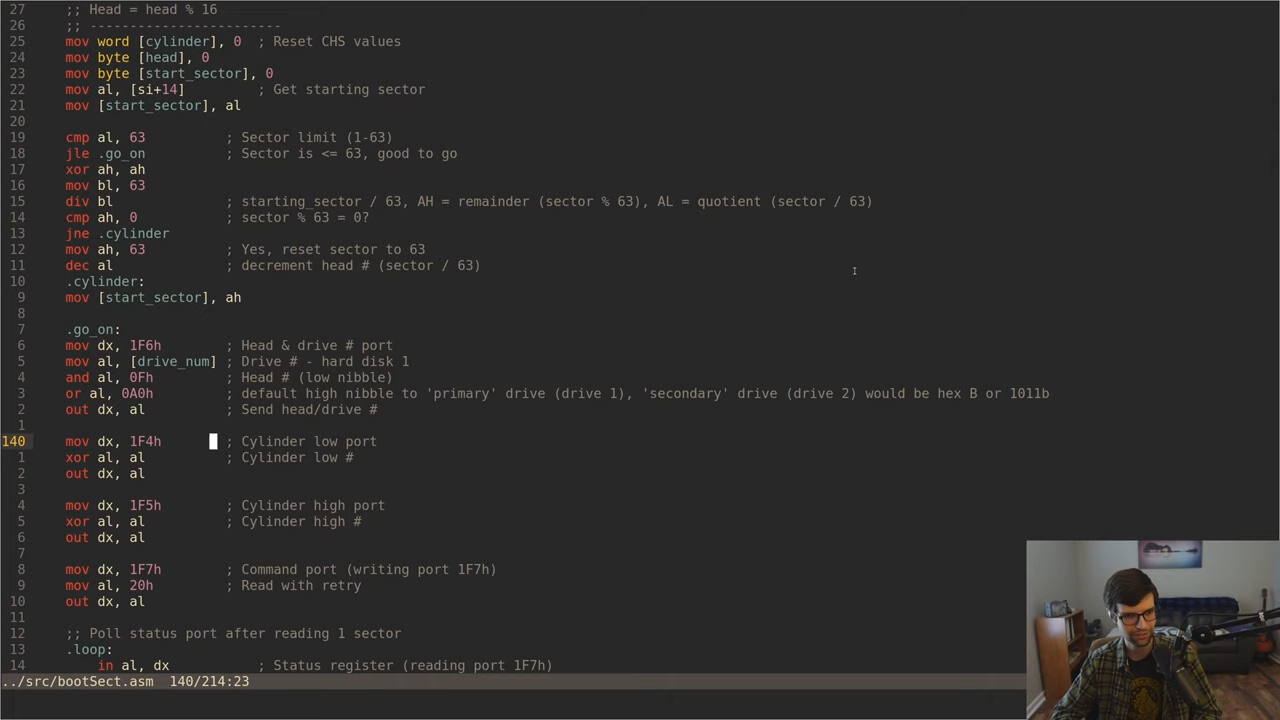 27 ;; Head = head % 16
26 ;; ------------------------
25 mov word [cylinder], 0 ; Reset CHS values
24 mov byte [head], 0
23 mov byte [start_sector], 0
22 mov al, [si+14] ; Get starting sector
21 mov [start_sector], al
20
19 cmp al, 63 ; Sector limit (1-63)
18 jle .go_on ; Sector is <= 63, good to go
17 xor ah, ah
16 mov bl, 63
15 div bl ; starting_sector / 63, AH = remainder (sector % 63), AL = quotient (sector / 63)
14 cmp ah, 0 ; sector % 63 = 0?
13 jne .cylinder
12 mov ah, 63 ; Yes, reset sector to 63
11 dec al ; decrement head # (sector / 63)
10 .cylinder:
9 mov [start_sector], ah
8
7 .go_on:
6 mov dx, 1F6h ; Head & drive # port
5 mov al, [drive_num] ; Drive # - hard disk 1
4 and al, 0Fh ; Head # (low nibble)
3 or al, 0A0h ; default high nibble to 'primary' drive (drive 1), 'secondary' drive (drive 2) would be hex B or 1011b
2 out dx, al ; Send head/drive #
1
140 mov dx, 1F4h ; Cylinder low port
1 xor al, al ; Cylinder low #
2 out dx, al
3
4 mov dx, 1F5h ; Cylinder high port
5 xor al, al ; Cylinder high #
6 out dx, al
7
8 mov dx, 1F7h ; Command port (writing port 1F7h)
9 mov al, 20h ; Read with retry
10 out dx, al
11
12 ;; Poll status port after reading 1 sector
13 .loop:
14 in al, dx ; Status register (reading port 1F7h)
../src/bootSect.asm 140/214:23